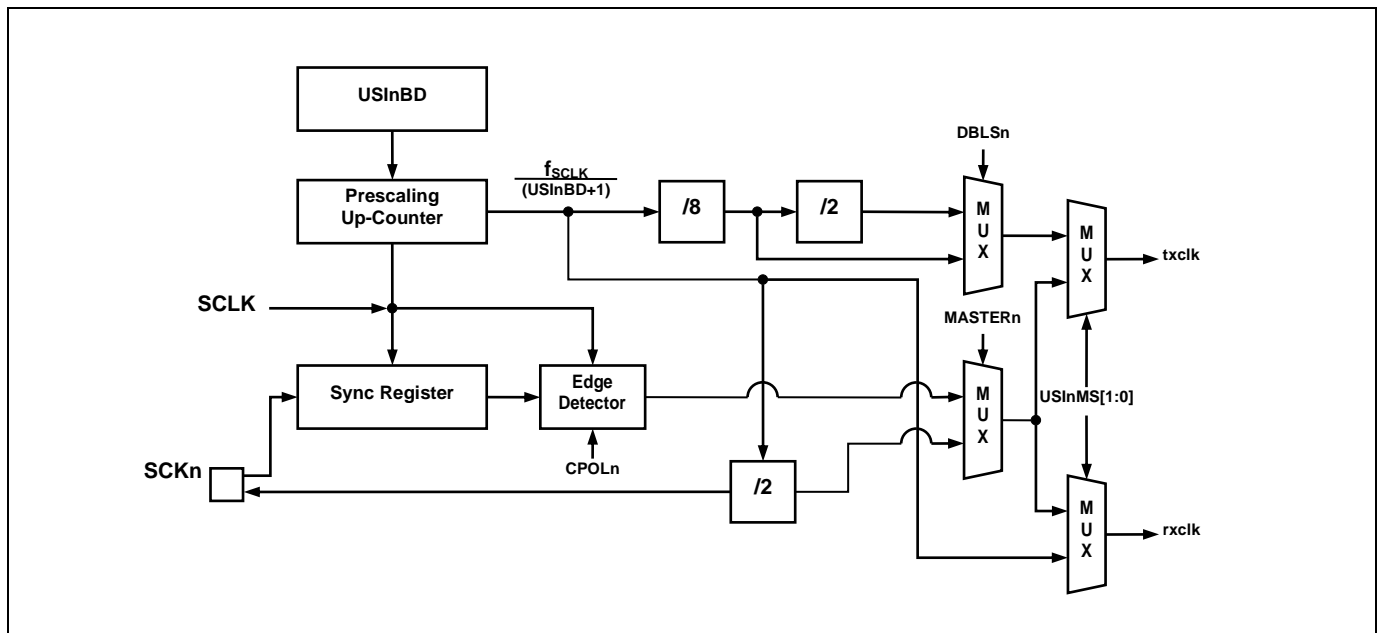 USInBD
DBLSn
fSCLK
(USInBD+1)
Prescaling
Up-Counter
/8
/2
M
U
X
M
U
X
txclk
SCLK
MASTERn
Sync Register
Edge
Detector
M
U
X
USInMS[1:0]
CPOLn
SCKn
/2
M
U
X
rxclk